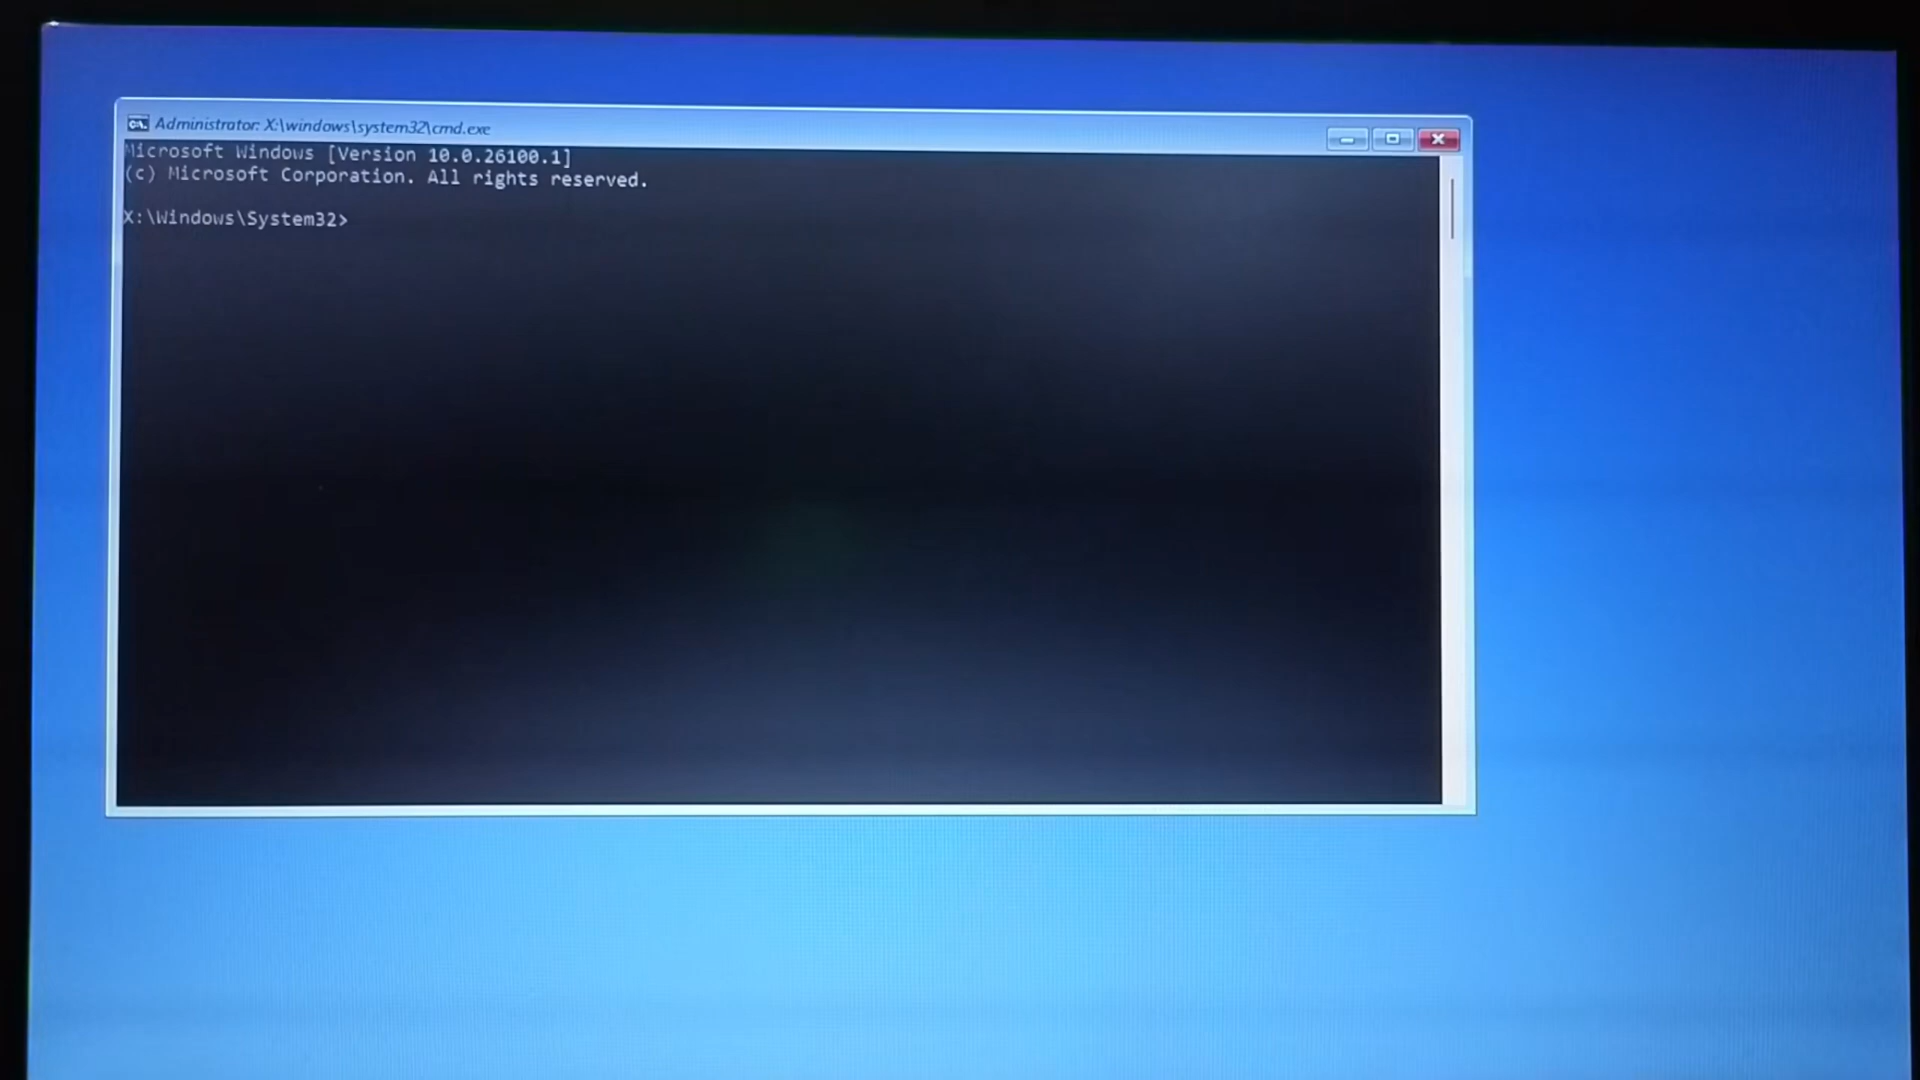 Administrator: X:\windows\system32\cmd.exe
Microsoft Windows [Version 10.0.26100.1]
(c) Microsoft Corporation. All rights reserved.
X:\Windows\System32>